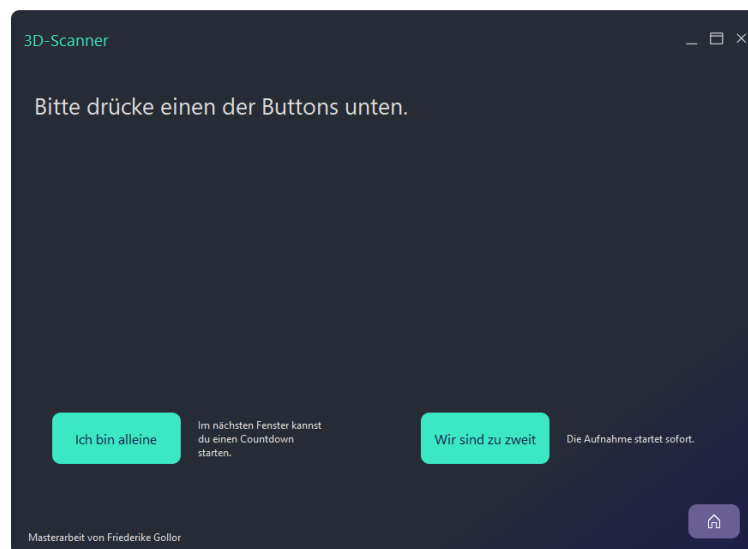 3D-Scanner
Bitte drücke einen der Buttons unten.
Ich bin alleine
Im nächsten Fenster kannst
du einen Countdown
starten.
Wir sind zu zweit
Die Aufnahme startet sofort.
Masterarbeit von Friederike Gollor